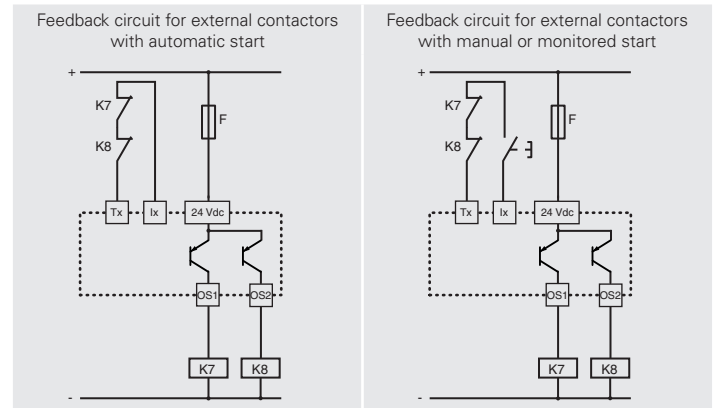 Feedback circuit for external contactors
with automatic start
+
K7
F
K8
Tx
Ix
24 Vdc
OS1
OS2
K7
K8
-
Feedback circuit for external contactors
with manual or monitored start
+
K7
F
K8
Tx
Ix
24 Vdc
OS1
OS2
K7
K8
-